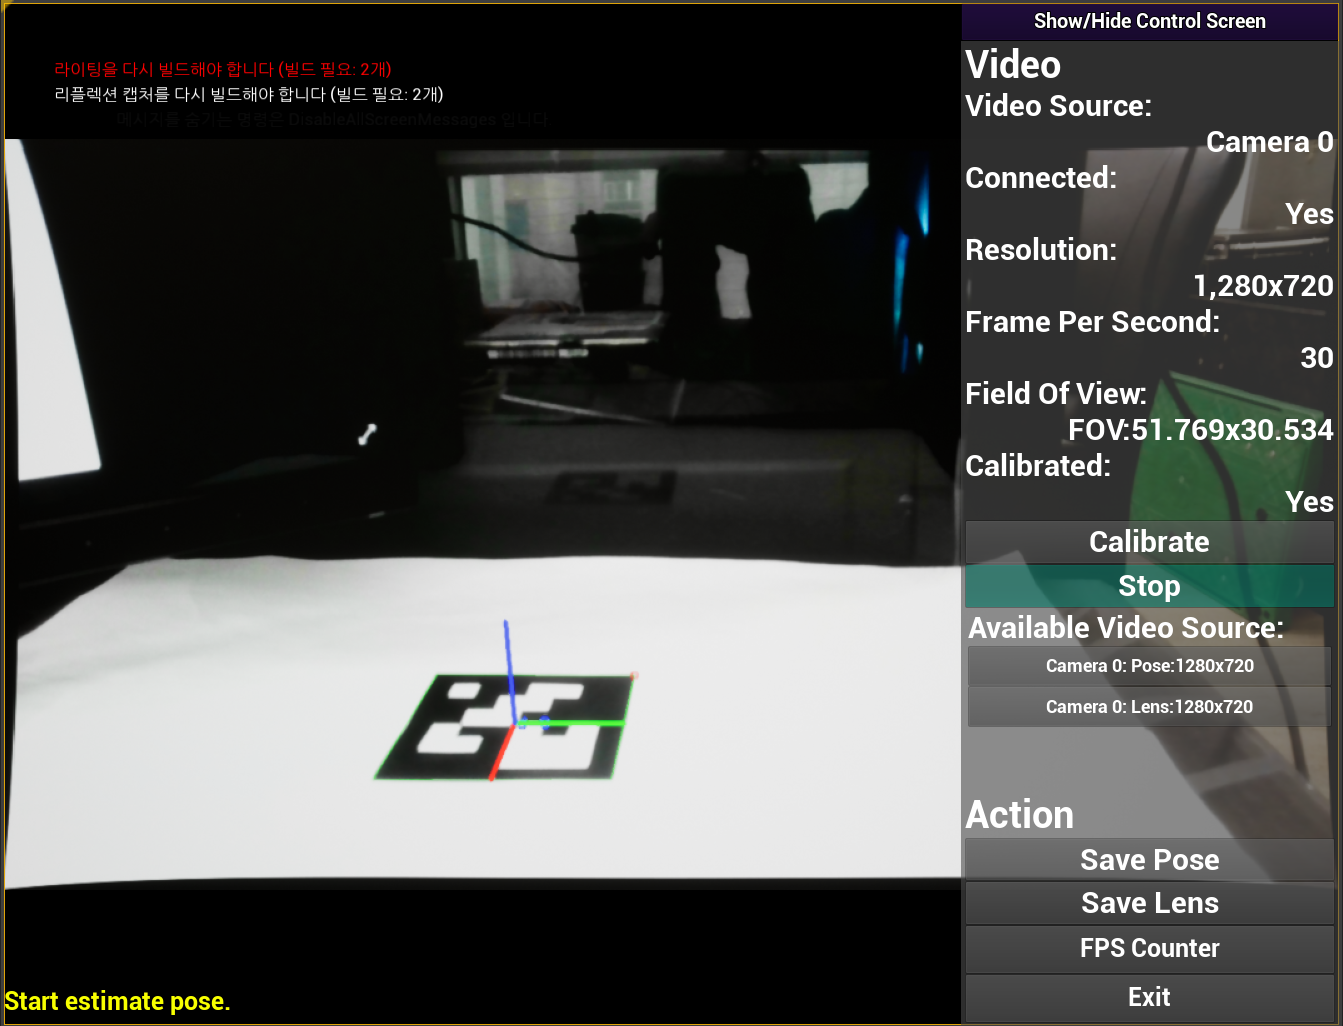 라이팅을 다시 빌드해야 합니다 (빌드 필요: 2개)
리플렉션 캡처를 다시 빌드해야 합니다 (빌드 필요: 2개)
메시지를 숨기는 명령은 DisableAllScreenMessages 입니다.
Start estimate pose.
Show/Hide Control Screen
Video
Video Source:
Camera 0
Connected:
Yes
Resolution:
1,280x720
Frame Per Second:
30
Field Of View:
FOV:51.769x30.534
Calibrated:
Yes
Calibrate
Stop
Available Video Source:
Camera 0: Pose:1280x720
Camera 0: Lens:1280x720
Action
Save Pose
Save Lens
FPS Counter
Exit